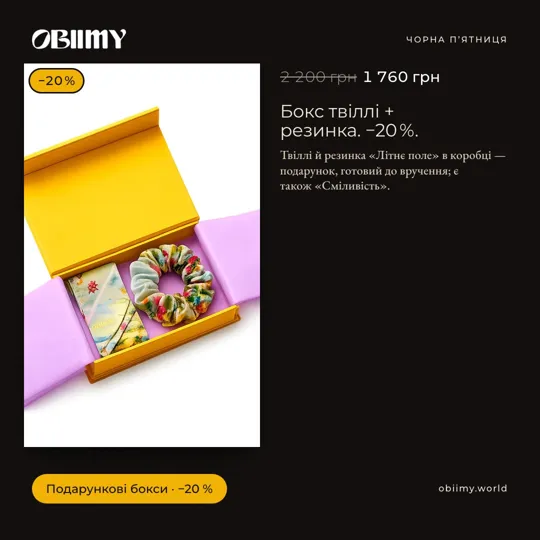 OBIIMY
ЧОРНА П'ЯТНИЦЯ
−20 %
2 200 грн 1 760 грн
Бокс твіллі +
резинка. −20 %.
Твіллі й резинка «Літнє поле» в коробці —
подарунок, готовий до вручення; є
також «Сміливість».
Подарункові бокси · −20 %
obiimy.world